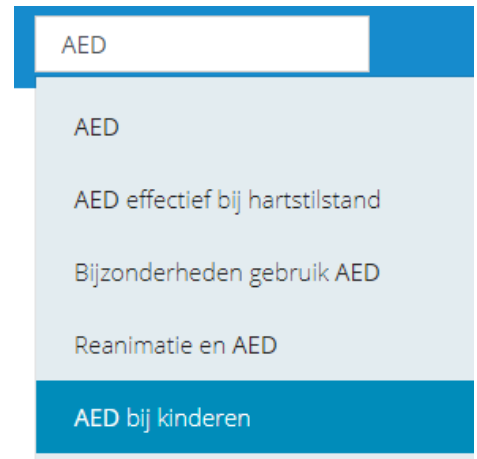 AED
AED
AED effectief bij hartstilstand
Bijzonderheden gebruik AED
Reanimatie en AED
AED bij kinderen